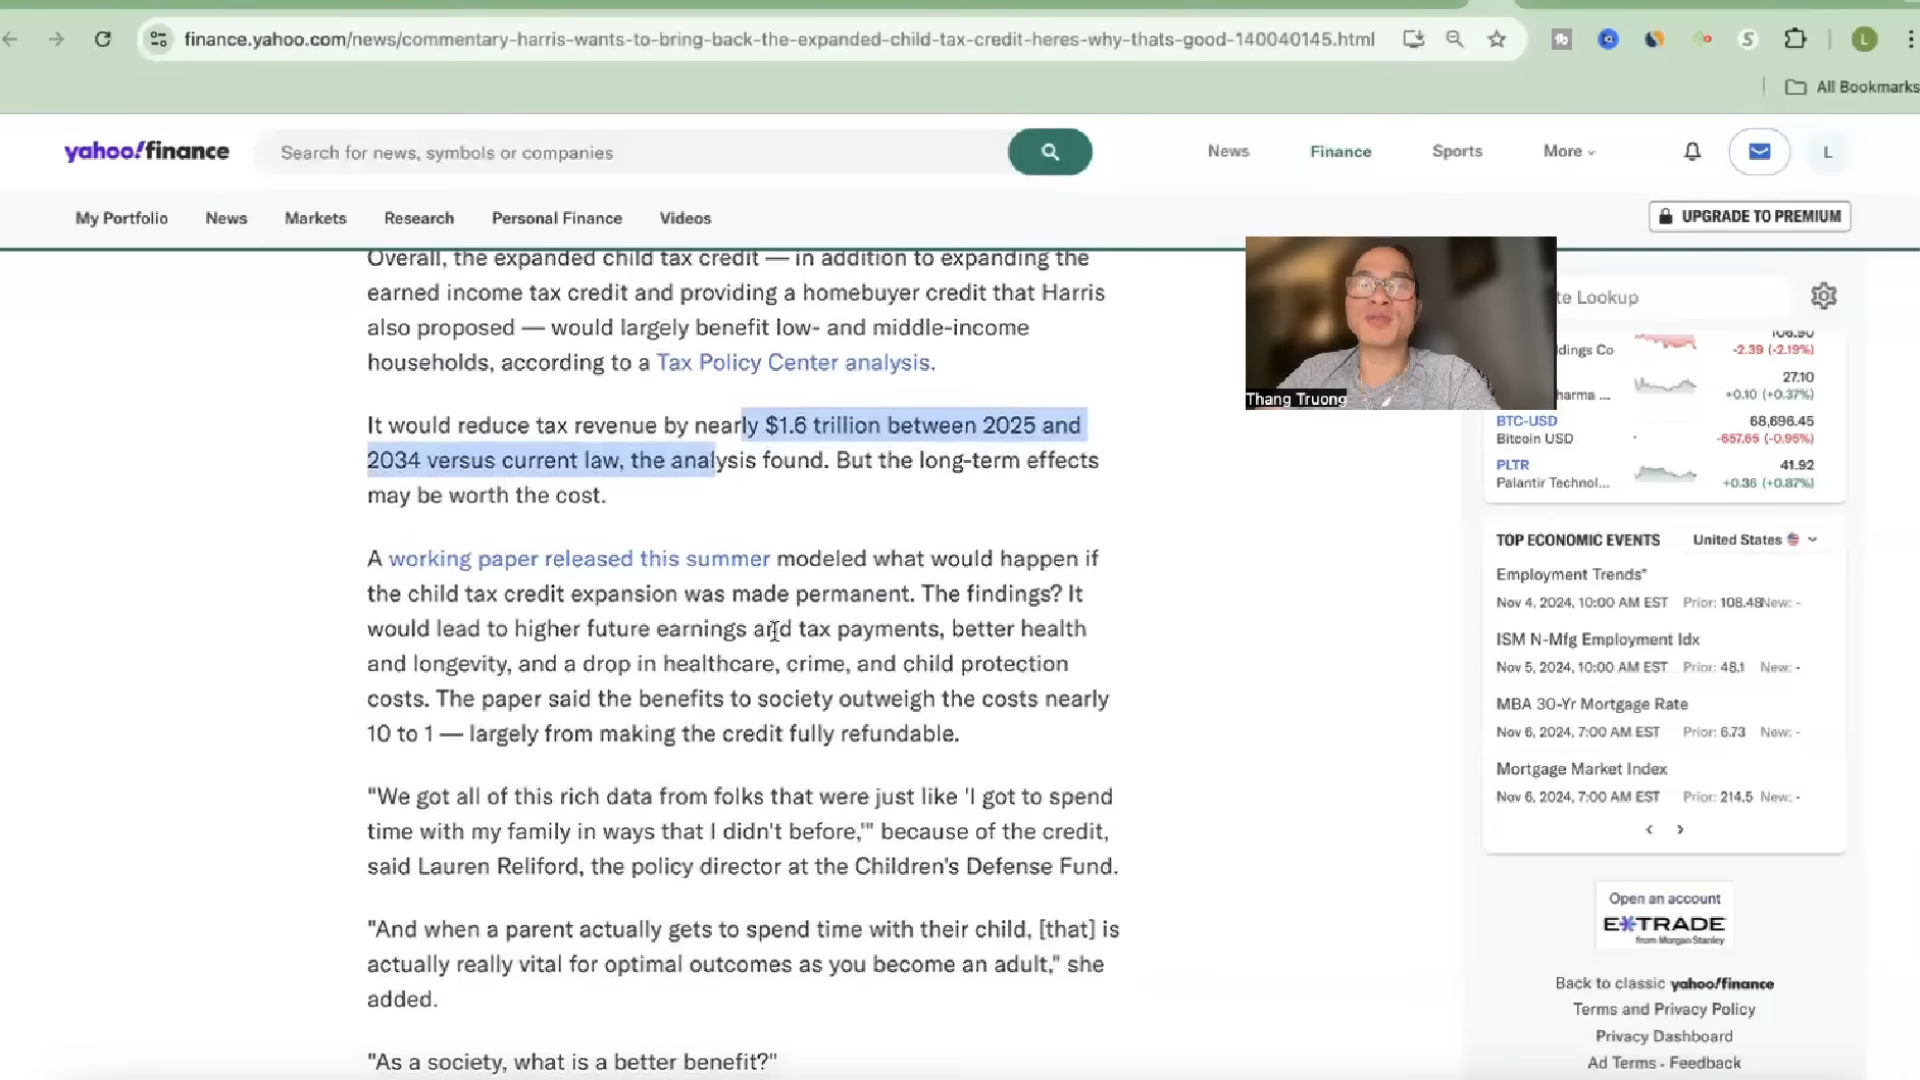 finance.yahoo.com/news/commentary-harris-wants-to-bring-back-the-expanded-child-tax-credit-heres-why-thats-good-140040145.html
L
All Bookmarks
yahoo!finance
Search for news, symbols or companies
News
Finance
Sports
More
L
My Portfolio
News
Markets
Research
Personal Finance
Videos
UPGRADE TO PREMIUM
Overall, the expanded child tax credit — in addition to expanding the
earned income tax credit and providing a homebuyer credit that Harris
also proposed — would largely benefit low- and middle-income
households, according to a Tax Policy Center analysis.
It would reduce tax revenue by nearly $1.6 trillion between 2025 and
2034 versus current law, the analysis found. But the long-term effects
may be worth the cost.
A working paper released this summer modeled what would happen if
the child tax credit expansion was made permanent. The findings? It
would lead to higher future earnings and tax payments, better health
and longevity, and a drop in healthcare, crime, and child protection
costs. The paper said the benefits to society outweigh the costs nearly
10 to 1 — largely from making the credit fully refundable.
"We got all of this rich data from folks that were just like 'I got to spend
time with my family in ways that I didn't before,'" because of the credit,
said Lauren Reliford, the policy director at the Children's Defense Fund.
"And when a parent actually gets to spend time with their child, [that] is
actually really vital for optimal outcomes as you become an adult," she
added.
"As a society, what is a better benefit?"
Thang Truong
te Lookup
106.90
dings Co
-2.39 (-2.19%)
27.10
harma ...
+0.10 (+0.37%)
BTC-USD
68,696.45
Bitcoin USD
-657.65 (-0.95%)
PLTR
41.92
Palantir Technol...
+0.36 (+0.87%)
TOP ECONOMIC EVENTS
United States
Employment Trends*
Nov 4, 2024, 10:00 AM EST Prior: 108.48New: -
ISM N-Mfg Employment Idx
Nov 5, 2024, 10:00 AM EST Prior: 48.1 New: -
MBA 30-Yr Mortgage Rate
Nov 6, 2024, 7:00 AM EST Prior: 6.73 New: -
Mortgage Market Index
Nov 6, 2024, 7:00 AM EST Prior: 214.5 New: -
Open an account
E*TRADE
from Morgan Stanley
Back to classic yahoo!finance
Terms and Privacy Policy
Privacy Dashboard
Ad Terms - Feedback